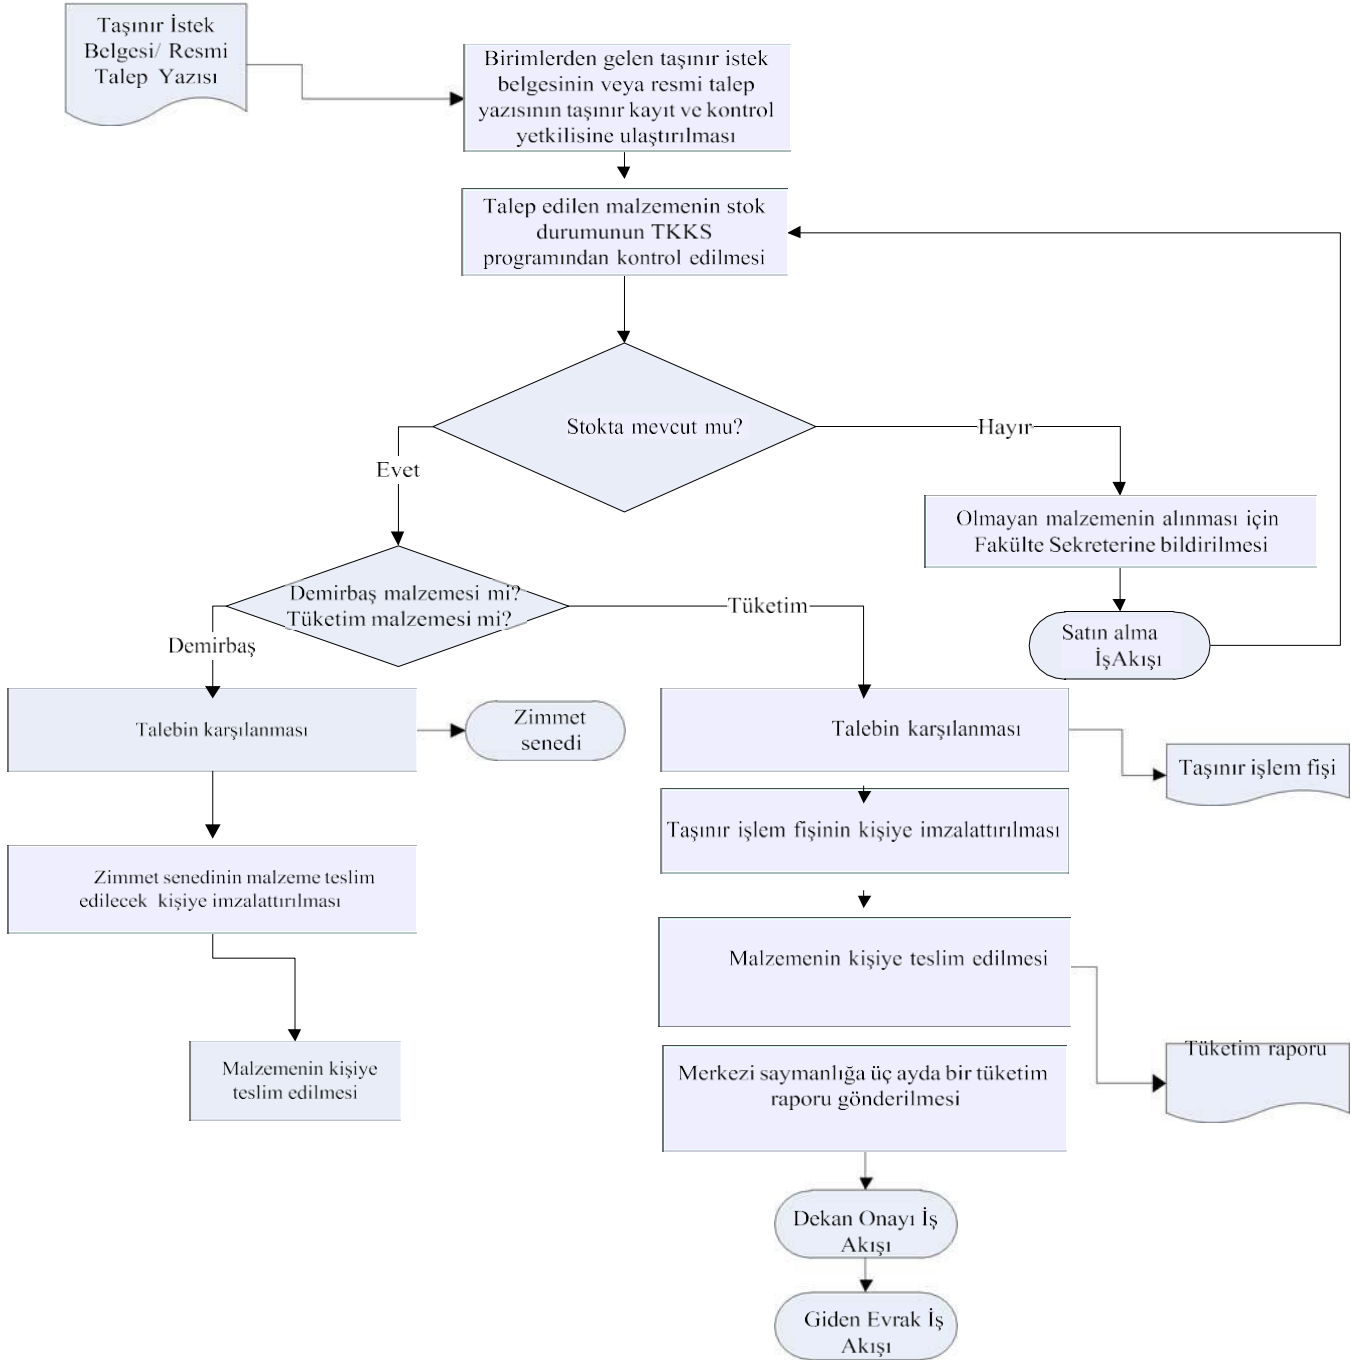 Taşınır İstek
Belgesi/ Resmi
Talep Yazısı
Birimlerden gelen taşınır istek
belgesinin veya resmi talep
yazısının taşınır kayıt ve kontrol
yetkilisine ulaştırılması
Talep edilen malzemenin stok
durumunun TKKS
programından kontrol edilmesi
Stokta mevcut mu?
Hayır
Evet
Olmayan malzemenin alınması için
Fakülte Sekreterine bildirilmesi
Demirbaş malzemesi mi?
Tüketim malzemesi mi?
Tüketim
Demirbaş
Satın alma
İşAkışı
Talebin karşılanması
Zimmet
senedi
Talebin karşılanması
Taşınır işlem fişi
Taşınır işlem fişinin kişiye imzalattırılması
Zimmet senedinin malzeme teslim
edilecek kişiye imzalattırılması
Malzemenin kişiye teslim edilmesi
Malzemenin kişiye
teslim edilmesi
Tüketim raporu
Merkezi saymanlığa üç ayda bir tüketim
raporu gönderilmesi
Dekan Onayı İş
Akışı
Giden Evrak İş
Akışı